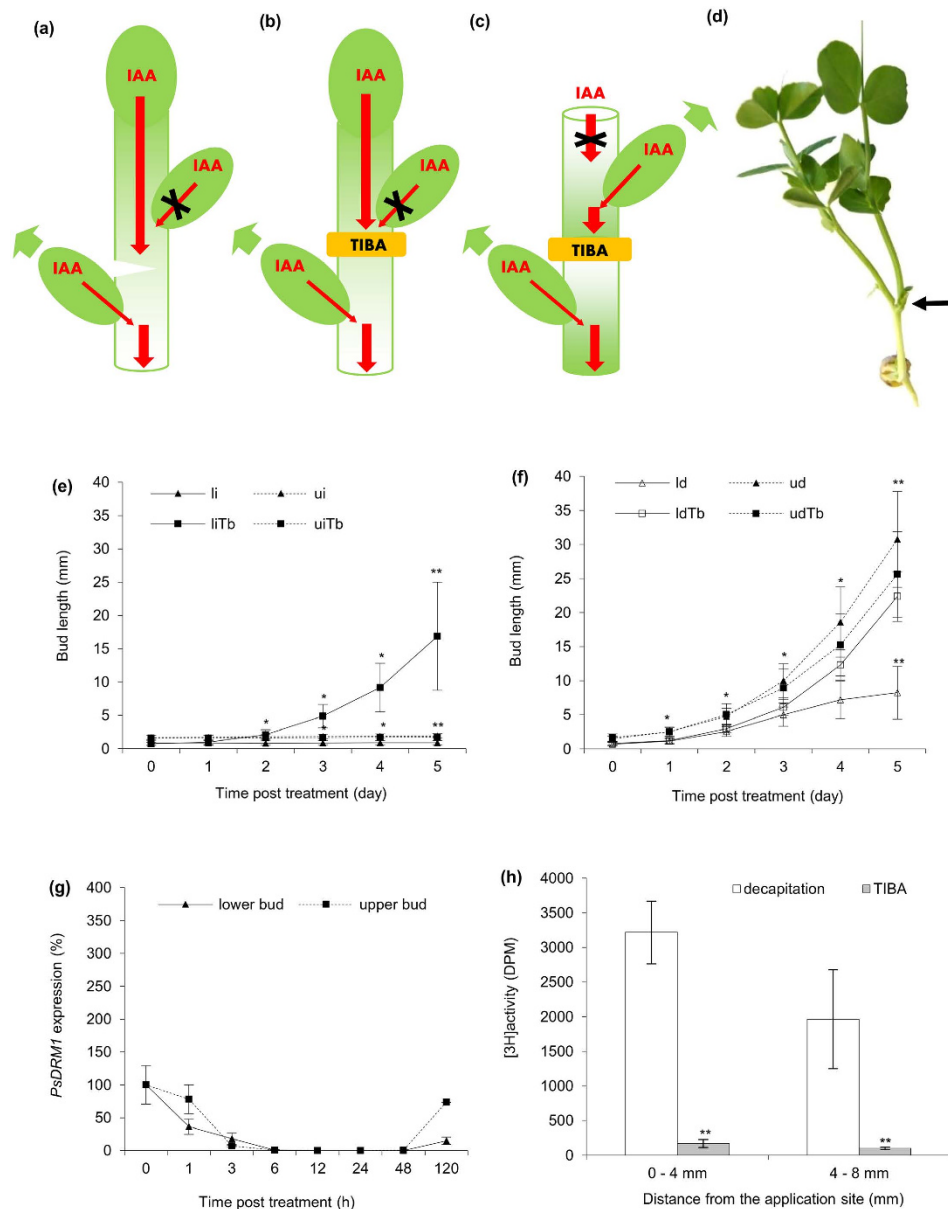 (a)
IAA
IAA
IAA
(b)
IAA
IAA
TIBA
IAA
(c)
IAA
IAA
TIBA
IAA
(d)
(e)
li ui
liTb uiTb
Bud length (mm)
40
35
30
25
20
15
10
5
0
** 
* * * *
* * **
0 1 2 3 4 5
Time post treatment (day)
(f)
ld ud
ldTb udTb
Bud length (mm)
40
35
30
25
20
15
10
5
0
* * * * **
**
0 1 2 3 4 5
Time post treatment (day)
(g)
lower bud upper bud
PsDRM1 expression (%)
400
350
300
250
200
150
100
50
0
0 1 3 6 12 24 48 120
Time post treatment (h)
(h)
decapitation TIBA
[3H]activity (DPM)
4000
3500
3000
2500
2000
1500
1000
500
0
** **
0 - 4 mm 4 - 8 mm
Distance from the application site (mm)